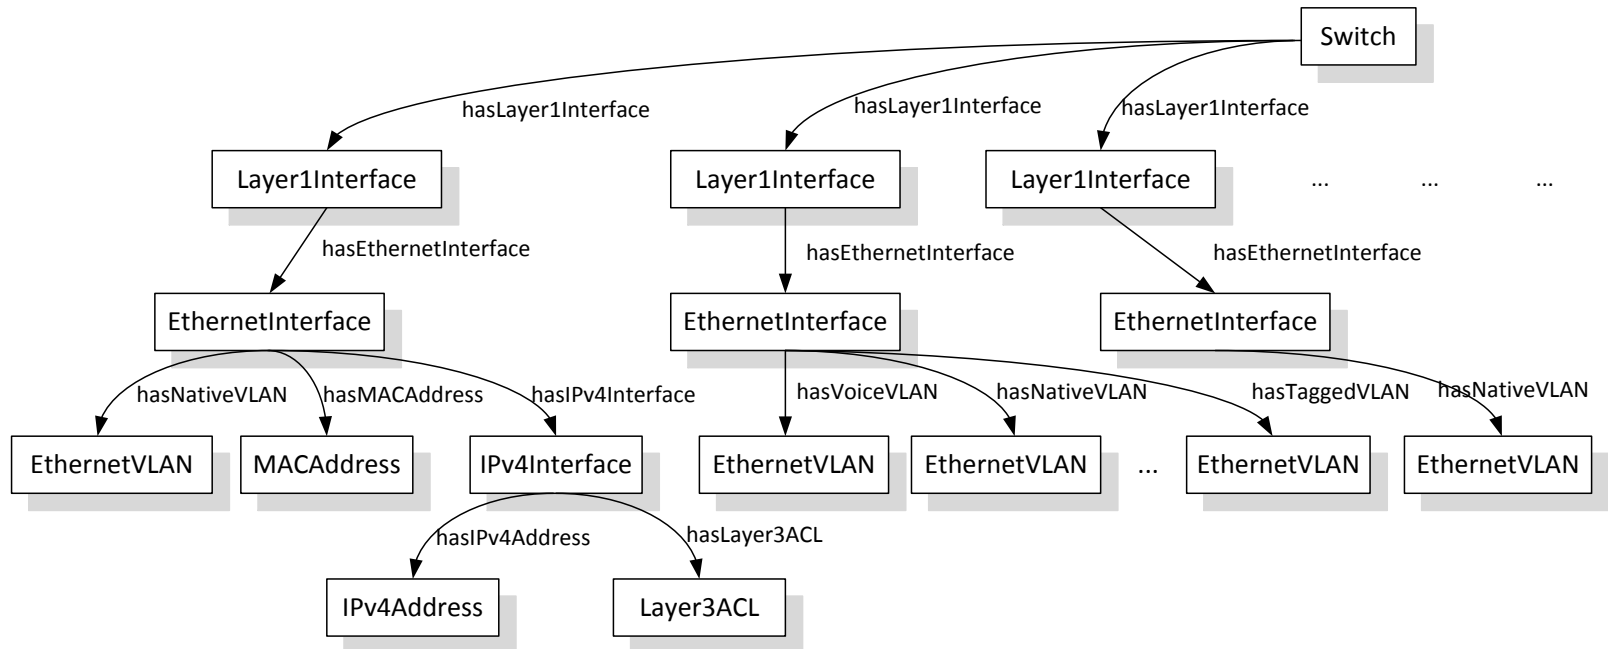 Switch
hasLayer1Interface
hasLayer1Interface
hasLayer1Interface
Layer1Interface
Layer1Interface
Layer1Interface
...
...
...
hasEthernetInterface
hasEthernetInterface
hasEthernetInterface
EthernetInterface
EthernetInterface
EthernetInterface
hasNativeVLAN
hasMACAddress
hasIPv4Interface
hasVoiceVLAN
hasNativeVLAN
hasTaggedVLAN
hasNativeVLAN
EthernetVLAN
MACAddress
IPv4Interface
EthernetVLAN
EthernetVLAN
...
EthernetVLAN
EthernetVLAN
hasIPv4Address
hasLayer3ACL
IPv4Address
Layer3ACL